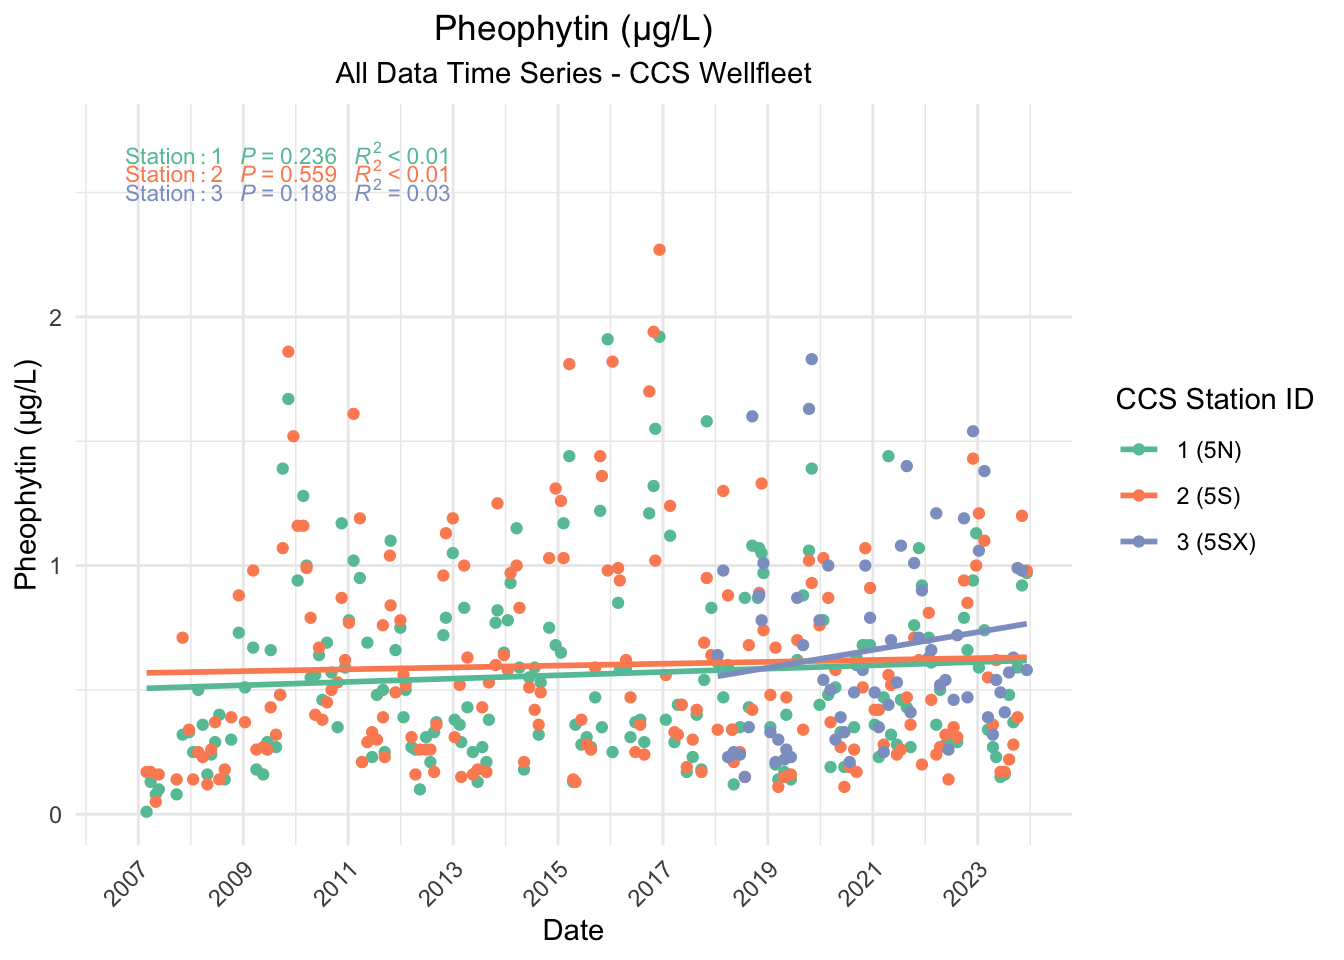 Pheophytin (µg/L)
All Data Time Series - CCS Wellfleet
Station : 1 P = 0.236 R² < 0.01
Station : 2 P = 0.559 R² < 0.01
Station : 3 P = 0.188 R² = 0.03
Pheophytin (µg/L)
2
1
0
2007 2009 2011 2013 2015 2017 2019 2021 2023
Date
CCS Station ID
1 (5N)
2 (5S)
3 (5SX)